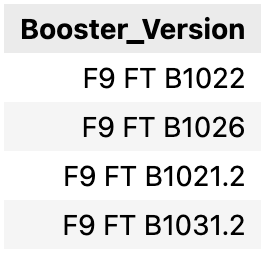 Booster_Version
F9 FT B1022
F9 FT B1026
F9 FT B1021.2
F9 FT B1031.2